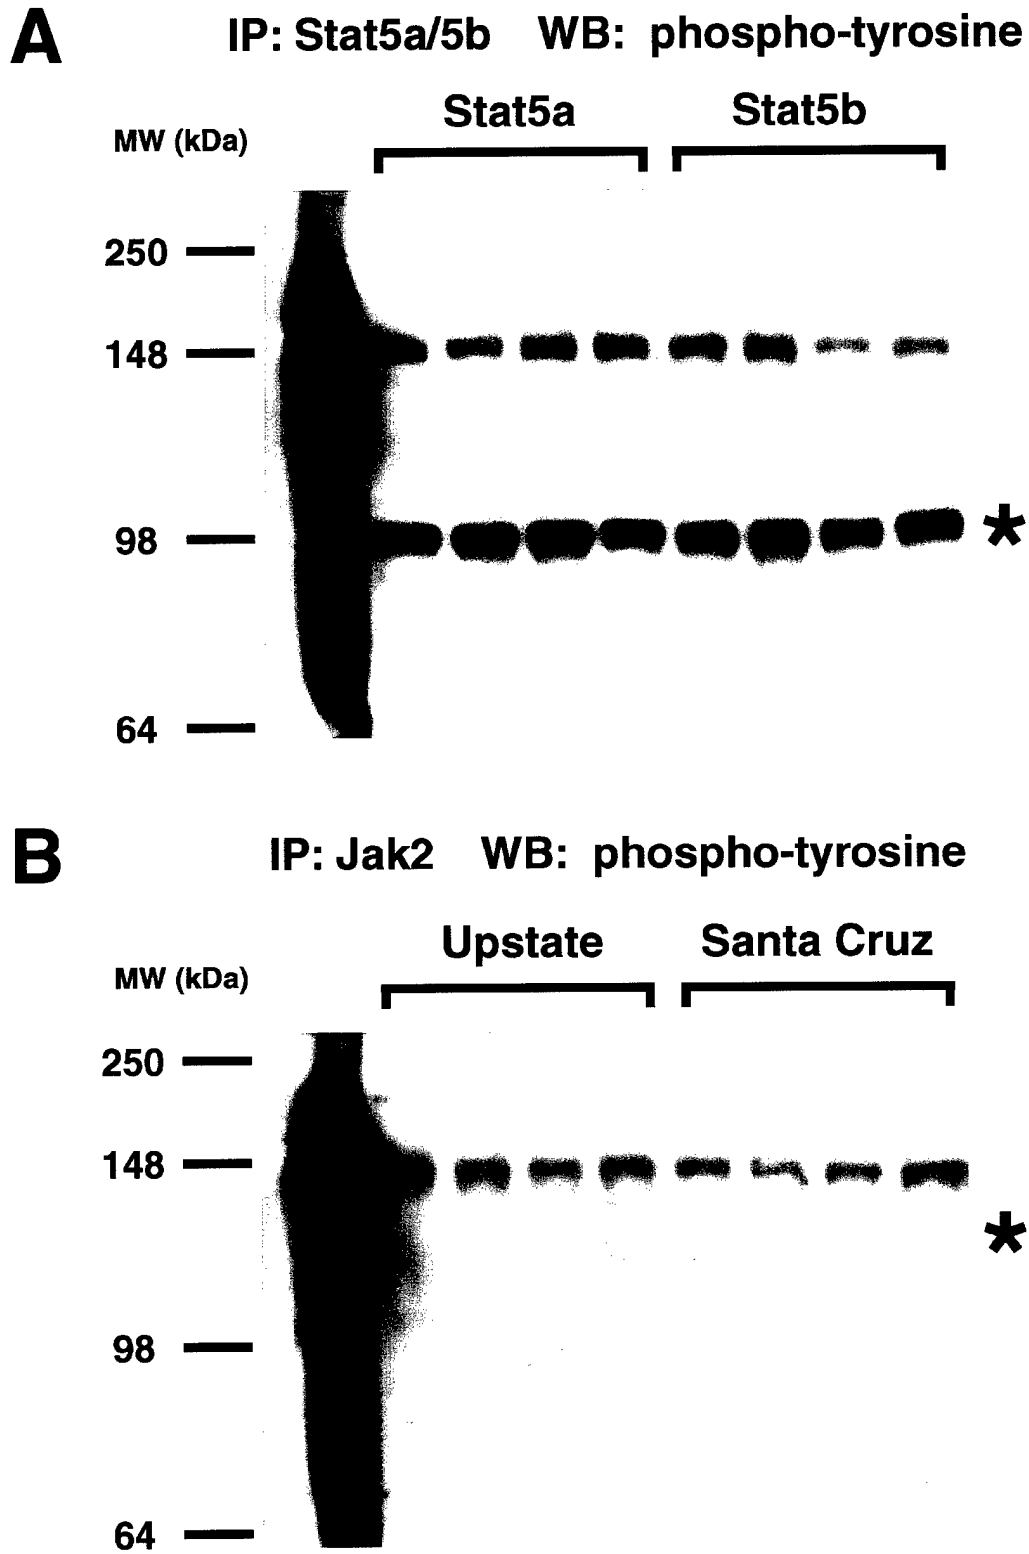 A
IP: Stat5a/5b WB: phospho-tyrosine
Stat5a Stat5b
MW (kDa)
250
148
98
*
64
B
IP: Jak2 WB: phospho-tyrosine
Upstate Santa Cruz
MW (kDa)
250
148
*
98
64